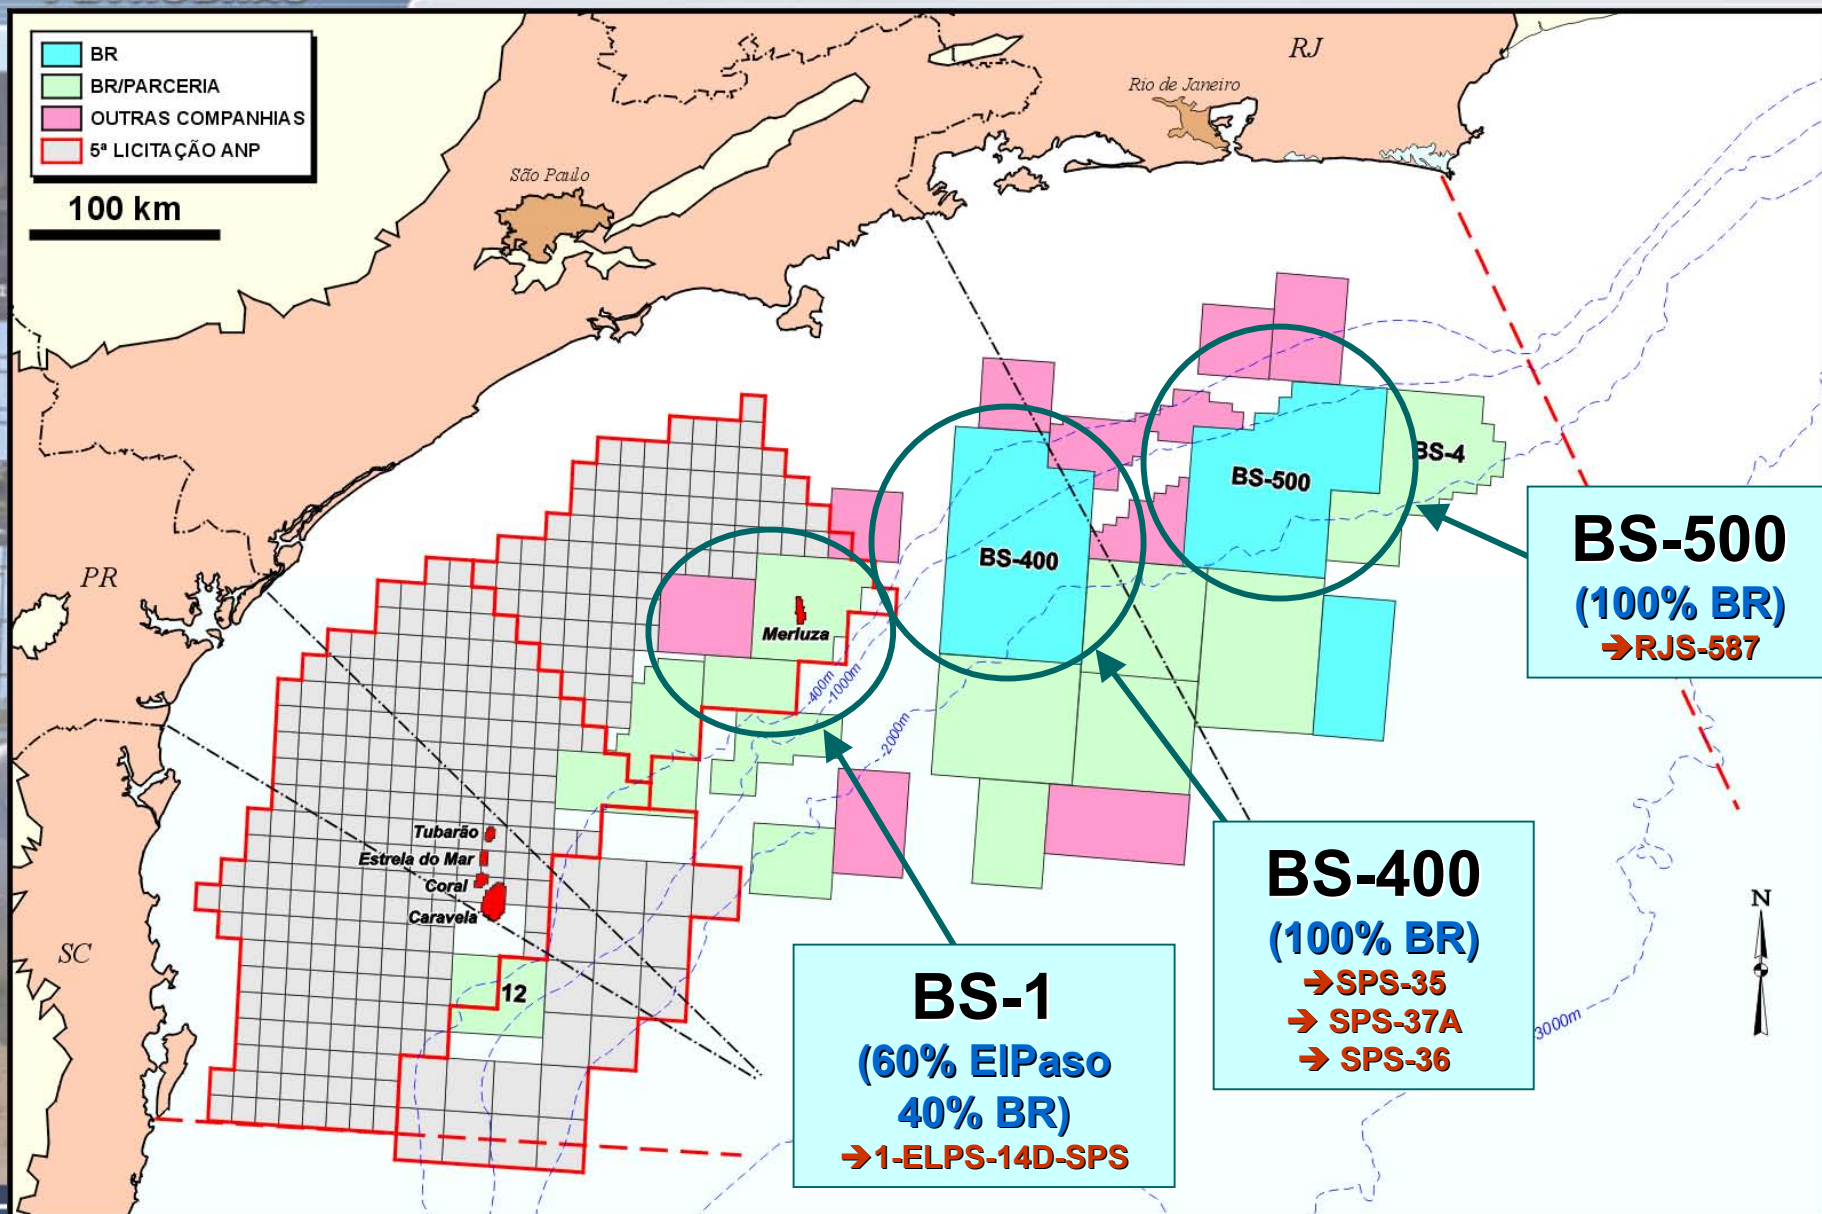 PETROBRAS
BR
BR/PARCERIA
OUTRAS COMPANHIAS
5ª LICITAÇÃO ANP
100 km
RJ
Rio de Janeiro
São Paulo
PR
SC
BS-4
BS-500
BS-400
Merluza
400m
1000m
2000m
3000m
Tubarão
Estrela do Mar
Coral
Caravela
12
N
BS-500
(100% BR)
➔RJS-587
BS-400
(100% BR)
➔SPS-35
➔ SPS-37A
➔ SPS-36
BS-1
(60% ElPaso
40% BR)
➔1-ELPS-14D-SPS